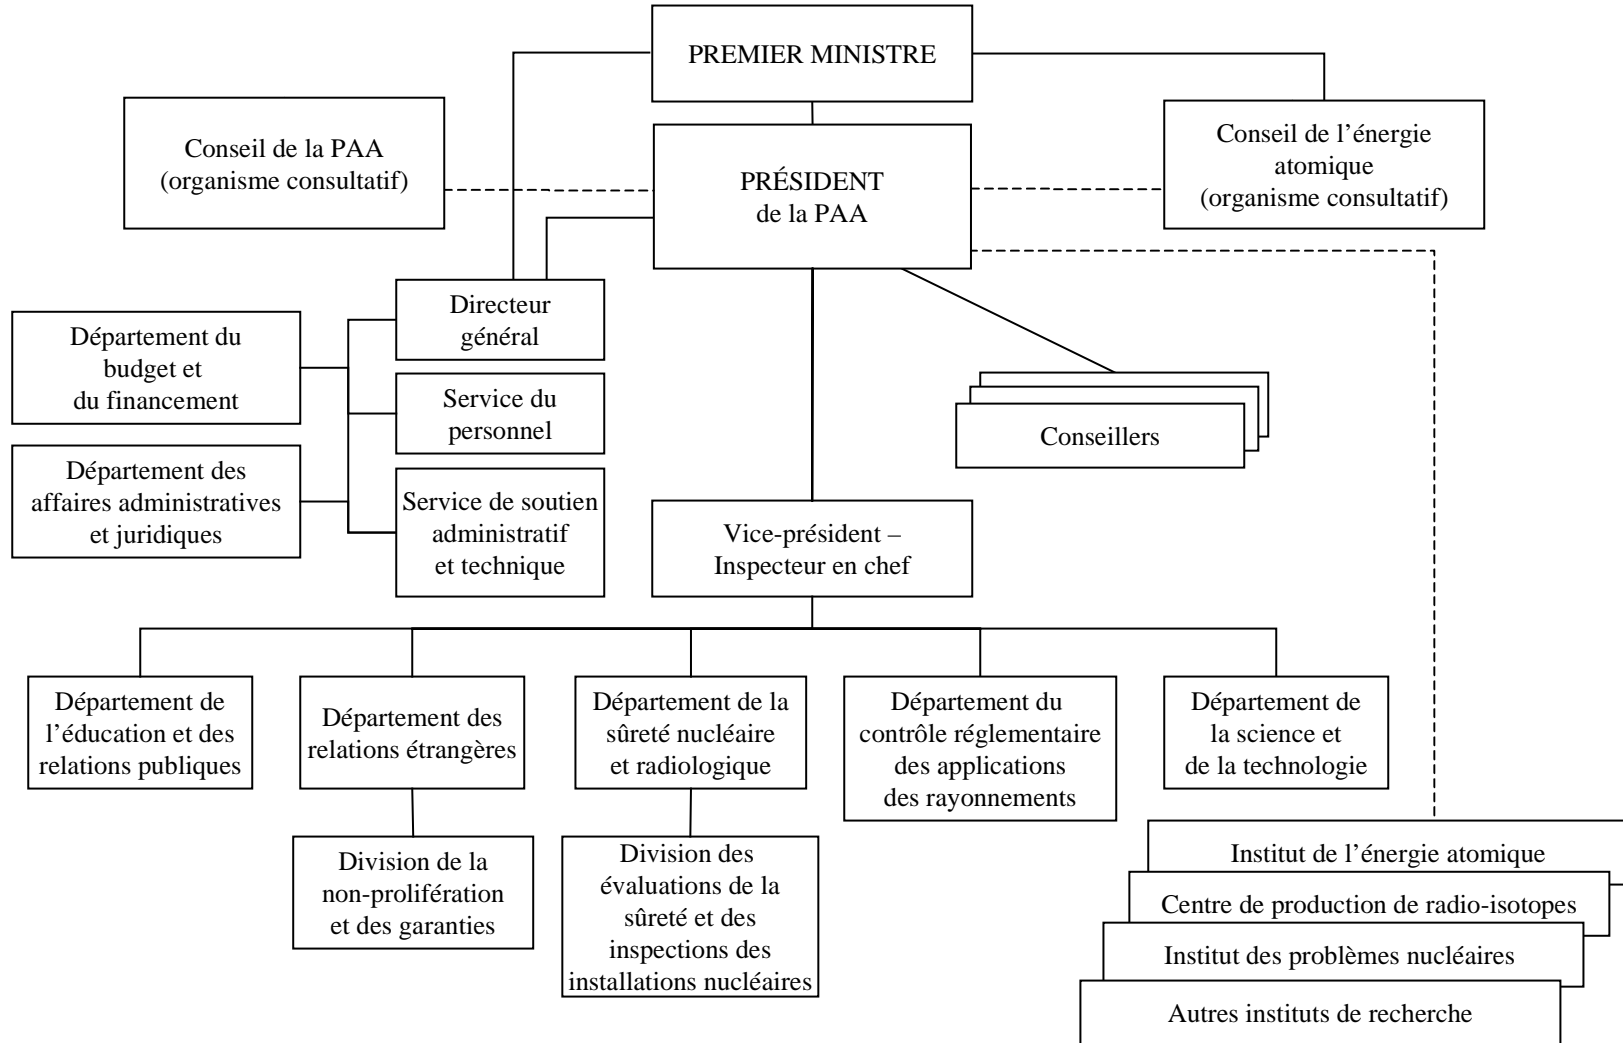 PREMIER MINISTRE
Conseil de la PAA
(organisme consultatif)
PRÉSIDENT
de la PAA
Conseil de l’énergie
atomique
(organisme consultatif)
Directeur
général
Département du
budget et
du financement
Service du
personnel
Conseillers
Département des
affaires administratives
et juridiques
Service de soutien
administratif
et technique
Vice-président –
Inspecteur en chef
Département de
l’éducation et des
relations publiques
Département des
relations étrangères
Département de la
sûreté nucléaire
et radiologique
Département du
contrôle réglementaire
des applications
des rayonnements
Département de
la science et
de la technologie
Division de la
non-prolifération
et des garanties
Division des
évaluations de la
sûreté et des
inspections des
installations nucléaires
Institut de l’énergie atomique
Centre de production de radio-isotopes
Institut des problèmes nucléaires
Autres instituts de recherche